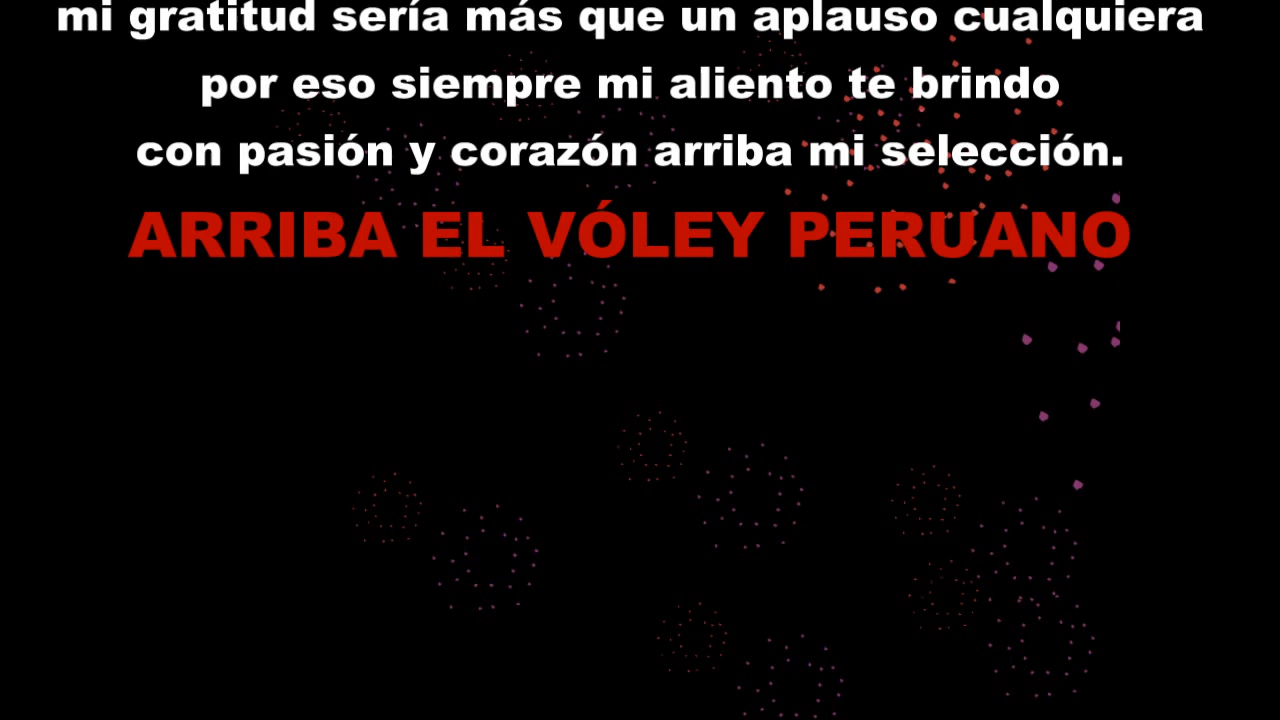 mi gratitud sería más que un aplauso cualquiera
por eso siempre mi aliento te brindo
con pasión y corazón arriba mi selección.
ARRIBA EL VÓLEY PERUANO